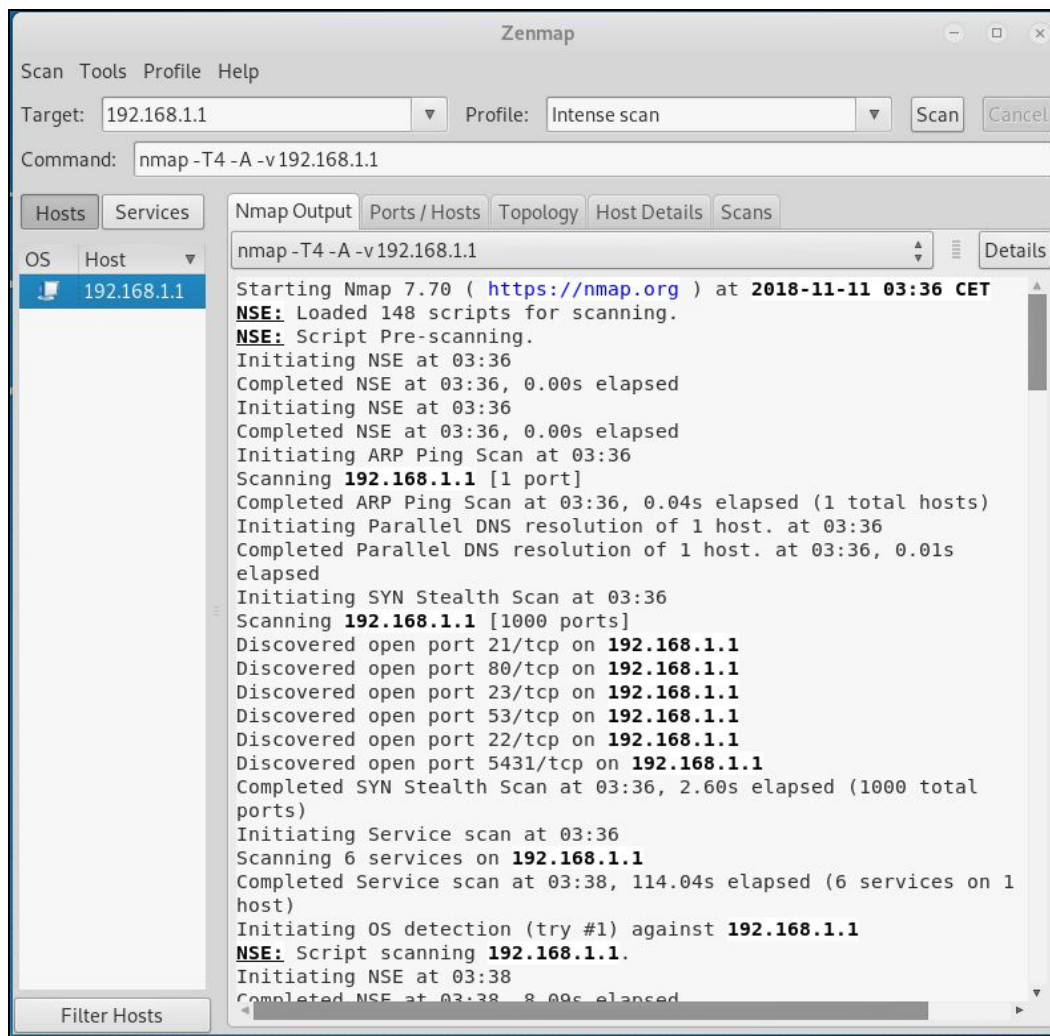 Zenmap
Scan Tools Profile Help
Target: 192.168.1.1 Profile: Intense scan Scan Cancel
Command: nmap -T4 -A -v 192.168.1.1
Hosts Services
Nmap Output Ports / Hosts Topology Host Details Scans
OS Host
192.168.1.1
nmap -T4 -A -v 192.168.1.1 Details
Starting Nmap 7.70 ( https://nmap.org ) at 2018-11-11 03:36 CET
NSE: Loaded 148 scripts for scanning.
NSE: Script Pre-scanning.
Initiating NSE at 03:36
Completed NSE at 03:36, 0.00s elapsed
Initiating NSE at 03:36
Completed NSE at 03:36, 0.00s elapsed
Initiating ARP Ping Scan at 03:36
Scanning 192.168.1.1 [1 port]
Completed ARP Ping Scan at 03:36, 0.04s elapsed (1 total hosts)
Initiating Parallel DNS resolution of 1 host. at 03:36
Completed Parallel DNS resolution of 1 host. at 03:36, 0.01s
elapsed
Initiating SYN Stealth Scan at 03:36
Scanning 192.168.1.1 [1000 ports]
Discovered open port 21/tcp on 192.168.1.1
Discovered open port 80/tcp on 192.168.1.1
Discovered open port 23/tcp on 192.168.1.1
Discovered open port 53/tcp on 192.168.1.1
Discovered open port 22/tcp on 192.168.1.1
Discovered open port 5431/tcp on 192.168.1.1
Completed SYN Stealth Scan at 03:36, 2.60s elapsed (1000 total
ports)
Initiating Service scan at 03:36
Scanning 6 services on 192.168.1.1
Completed Service scan at 03:38, 114.04s elapsed (6 services on 1
host)
Initiating OS detection (try #1) against 192.168.1.1
NSE: Script scanning 192.168.1.1.
Initiating NSE at 03:38
Completed NSE at 03:38, 8.09s elapsed
Filter Hosts